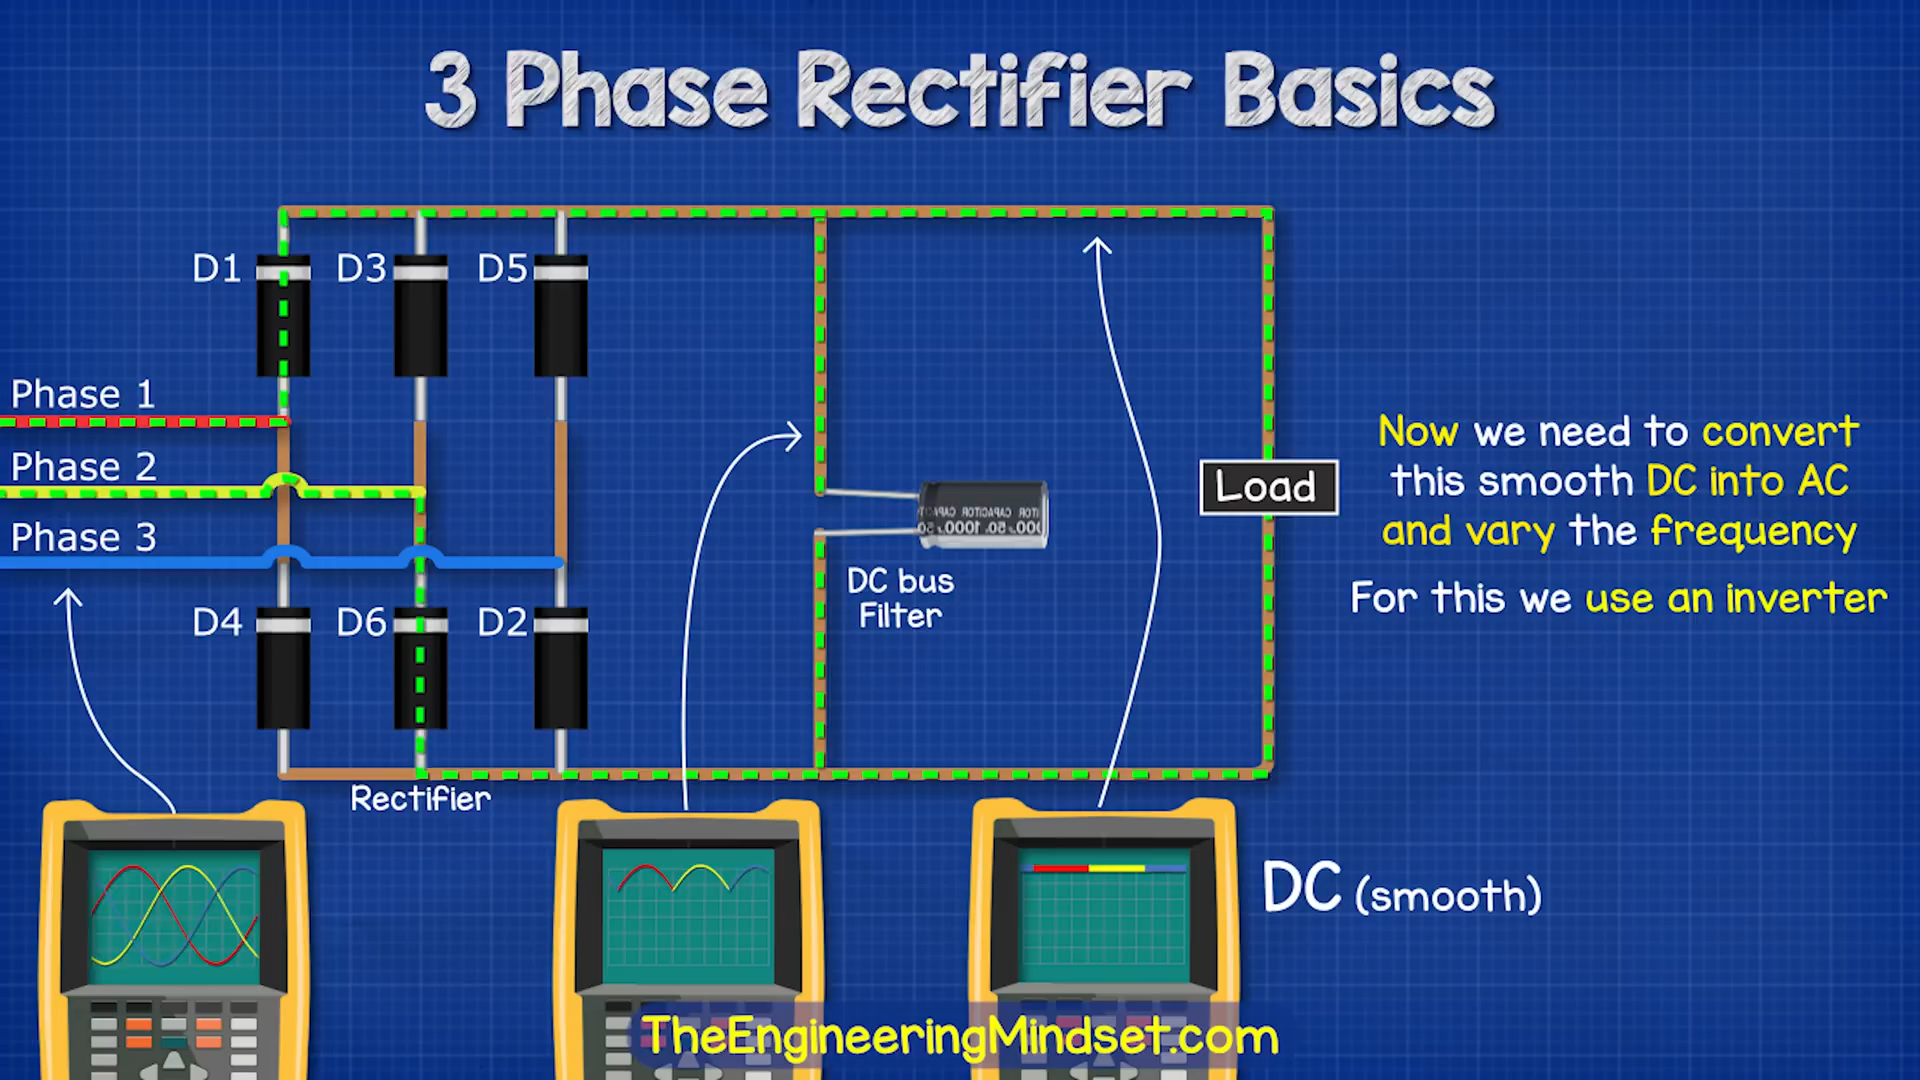 3 Phase Rectifier Basics
D1
D3
D5
Phase 1
Phase 2
Phase 3
D4
D6
D2
Rectifier
DC bus
Filter
Load
Now we need to convert
this smooth DC into AC
and vary the frequency
For this we use an inverter
DC (smooth)
TheEngineeringMindset.com